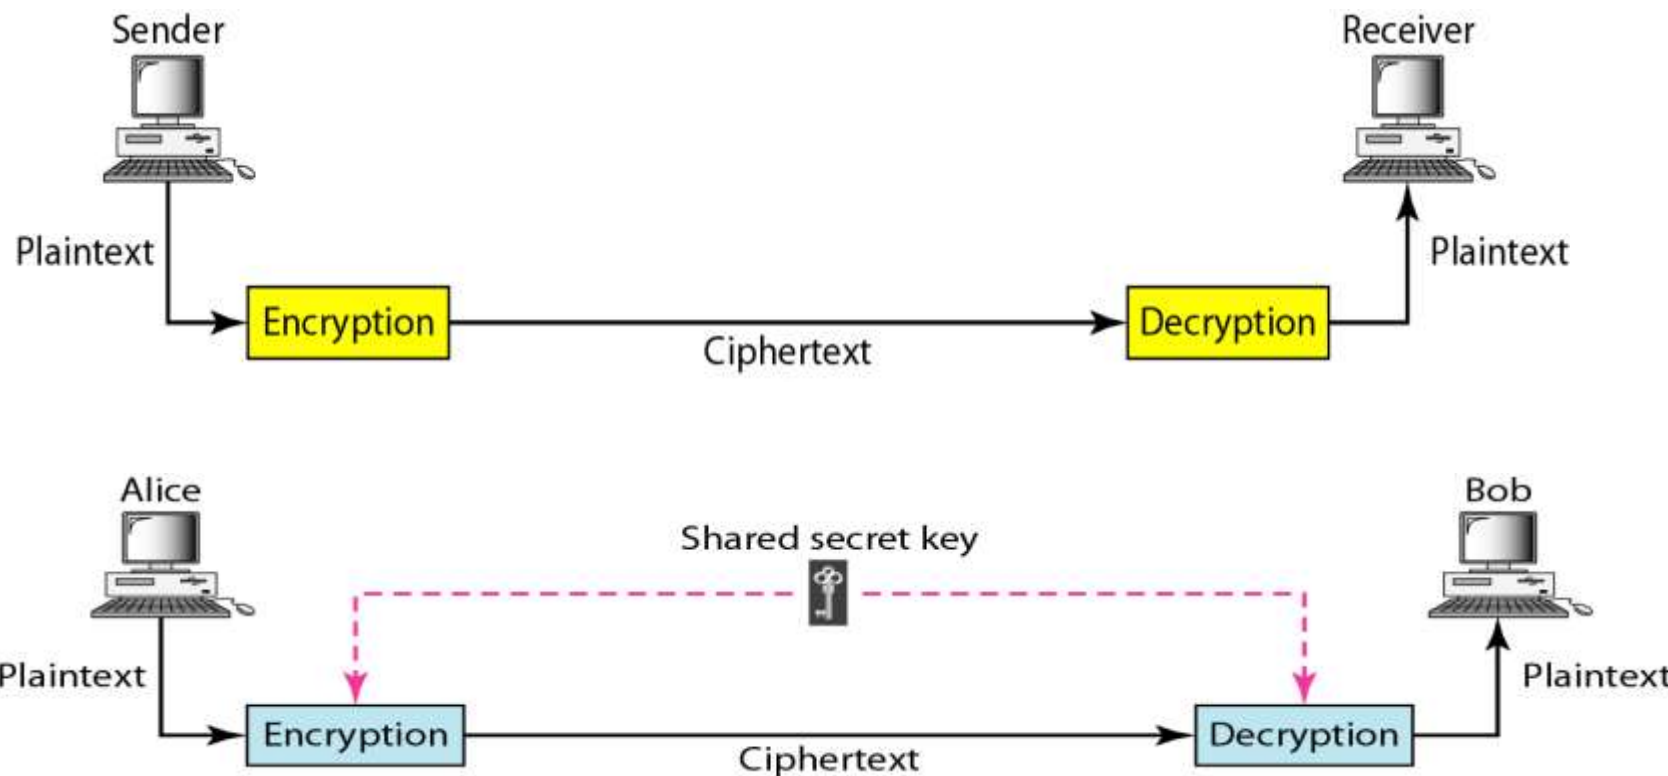 Sender
Receiver
Plaintext
Plaintext
Encryption
Decryption
Ciphertext
Alice
Bob
Shared secret key
Plaintext
Plaintext
Encryption
Decryption
Ciphertext